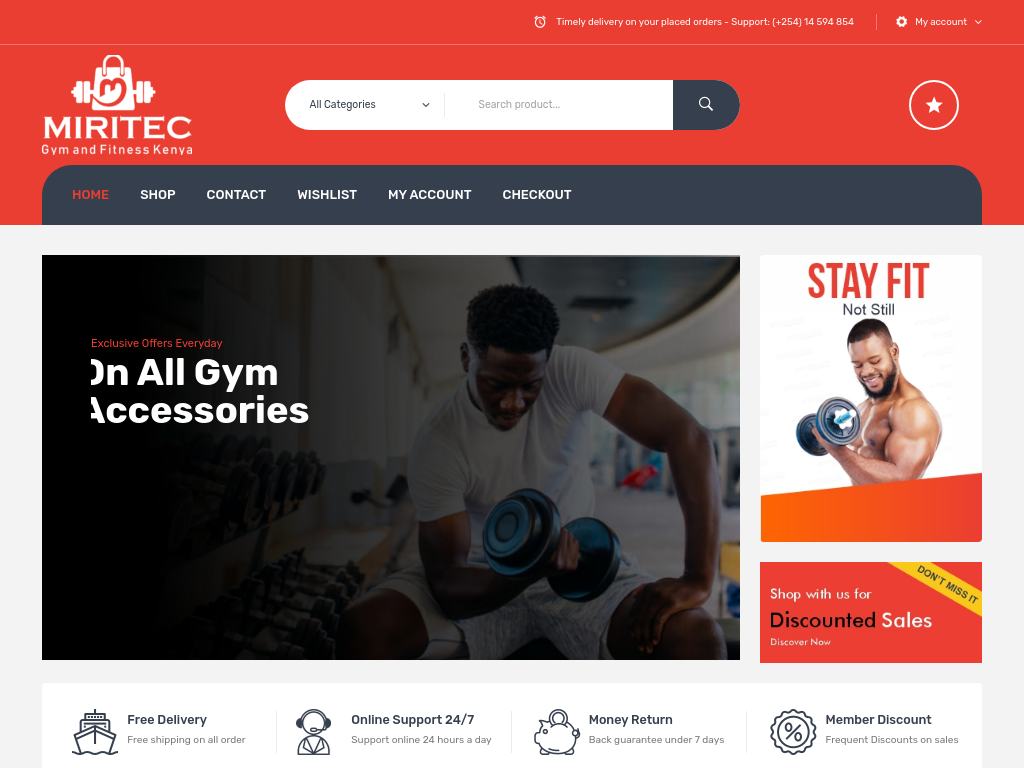 Timely delivery on your placed orders - Support: (+254) 14 594 854
My account
MIRITEC
Gym and Fitness Kenya
All Categories
Search product...
HOME SHOP CONTACT WISHLIST MY ACCOUNT CHECKOUT
Exclusive Offers Everyday
On All Gym
Accessories
STAY FIT
Not Still
DON'T MISS IT
Shop with us for
Discounted Sales
Discover Now
Free Delivery
Free shipping on all order
Online Support 24/7
Support online 24 hours a day
Money Return
Back guarantee under 7 days
Member Discount
Frequent Discounts on sales